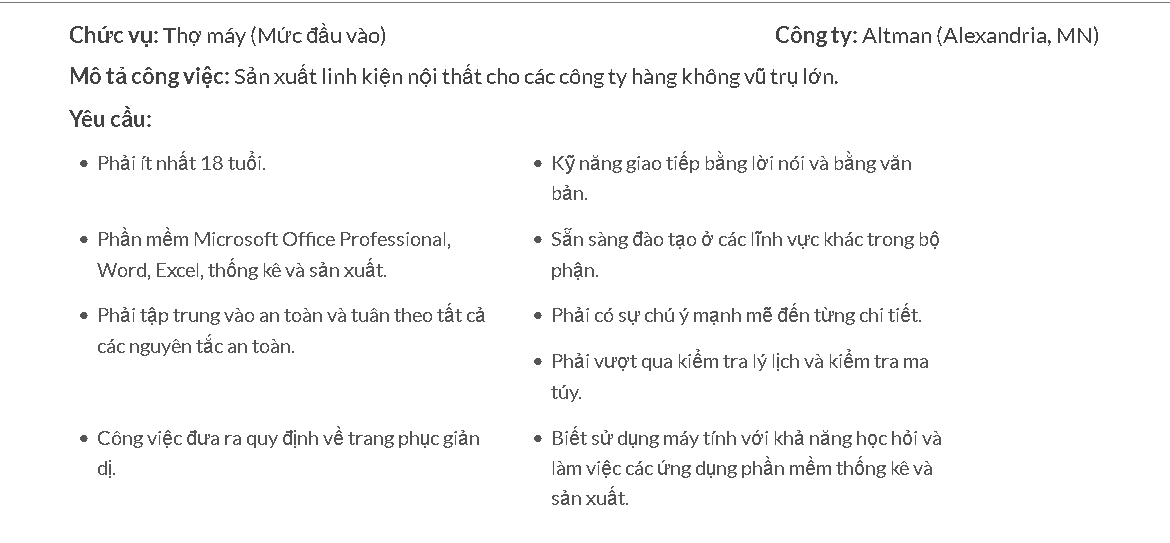 Chức vụ: Thợ máy (Mức đầu vào)
Công ty: Altman (Alexandria, MN)
Mô tả công việc: Sản xuất linh kiện nội thất cho các công ty hàng không vũ trụ lớn.
Yêu cầu:
• Phải ít nhất 18 tuổi.
• Kỹ năng giao tiếp bằng lời nói và bằng văn
bản.
• Phần mềm Microsoft Office Professional,
Word, Excel, thống kê và sản xuất.
• Sẵn sàng đào tạo ở các lĩnh vực khác trong bộ
phận.
• Phải tập trung vào an toàn và tuân theo tất cả
các nguyên tắc an toàn.
• Phải có sự chú ý mạnh mẽ đến từng chi tiết.
• Phải vượt qua kiểm tra lý lịch và kiểm tra ma
túy.
• Công việc đưa ra quy định về trang phục giản
dị.
• Biết sử dụng máy tính với khả năng học hỏi và
làm việc các ứng dụng phần mềm thống kê và
sản xuất.